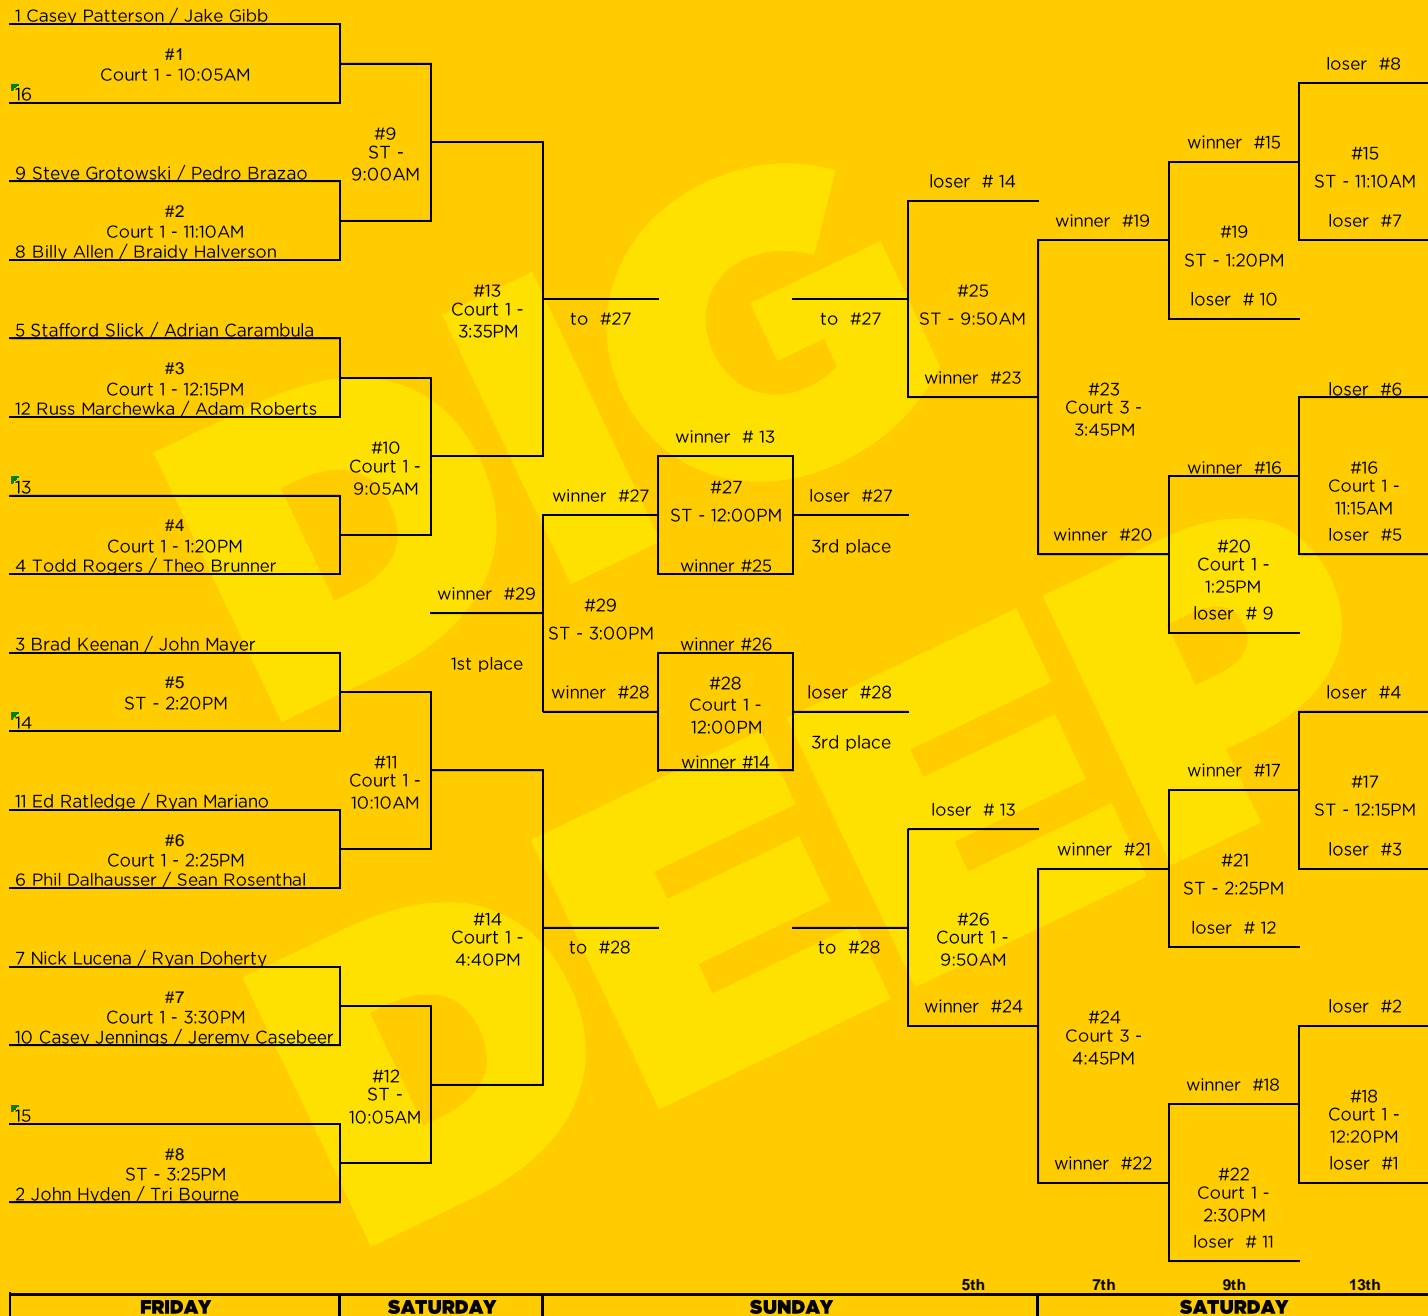 1 Casey Patterson / Jake Gibb
#1
Court 1 - 10:05AM
16
9 Steve Grotowski / Pedro Brazao
#2
Court 1 - 11:10AM
8 Billy Allen / Braidy Halverson
5 Stafford Slick / Adrian Carambula
#3
Court 1 - 12:15PM
12 Russ Marchewka / Adam Roberts
13
#4
Court 1 - 1:20PM
4 Todd Rogers / Theo Brunner
3 Brad Keenan / John Mayer
#5
ST - 2:20PM
14
11 Ed Ratledge / Ryan Mariano
#6
Court 1 - 2:25PM
6 Phil Dalhausser / Sean Rosenthal
7 Nick Lucena / Ryan Doherty
#7
Court 1 - 3:30PM
10 Casey Jennings / Jeremy Casebeer
15
#8
ST - 3:25PM
2 John Hyden / Tri Bourne
#9
ST -
9:00AM
#10
Court 1 -
9:05AM
#11
Court 1 -
10:10AM
#12
ST -
10:05AM
#13
Court 1 -
3:35PM
winner #29
1st place
#14
Court 1 -
4:40PM
to #27
winner #27
#29
ST - 3:00PM
winner #28
to #28
winner # 13
#27
ST - 12:00PM
winner #25
winner #26
#28
Court 1 -
12:00PM
winner #14
to #27
loser #27
3rd place
loser #28
3rd place
to #28
loser # 14
#25
ST - 9:50AM
winner #23
loser # 13
#26
Court 1 -
9:50AM
winner #24
winner #19
#23
Court 3 -
3:45PM
winner #20
winner #21
#24
Court 3 -
4:45PM
winner #22
winner #15
#19
ST - 1:20PM
loser # 10
winner #16
#20
Court 1 -
1:25PM
loser # 9
winner #17
#21
ST - 2:25PM
loser # 12
winner #18
#22
Court 1 -
2:30PM
loser # 11
loser #8
#15
ST - 11:10AM
loser #7
loser #6
#16
Court 1 -
11:15AM
loser #5
loser #4
#17
ST - 12:15PM
loser #3
loser #2
#18
Court 1 -
12:20PM
loser #1
5th 7th 9th 13th
FRIDAY SATURDAY SUNDAY SATURDAY
DIG
DEEP